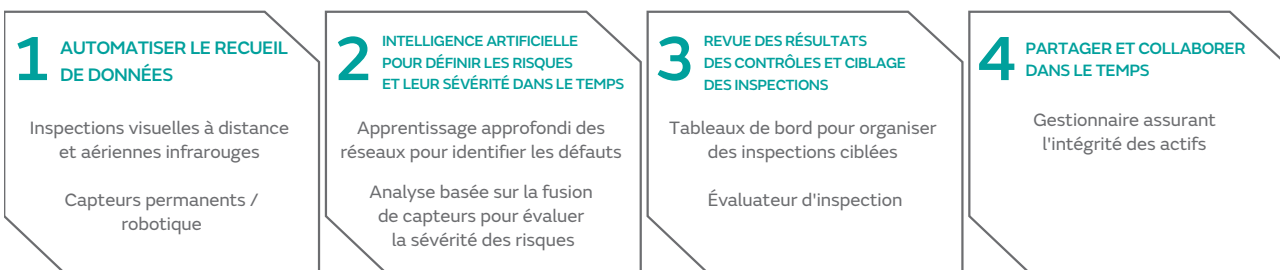 1 AUTOMATISER LE RECUEIL
DE DONNÉES
Inspections visuelles à distance
et aériennes infrarouges
Capteurs permanents /
robotique
2 INTELLIGENCE ARTIFICIELLE
POUR DÉFINIR LES RISQUES
ET LEUR SÉVÉRITÉ DANS LE TEMPS
Apprentissage approfondi des
réseaux pour identifier les défauts
Analyse basée sur la fusion
de capteurs pour évaluer
la sévérité des risques
3 REVUE DES RÉSULTATS
DES CONTRÔLES ET CIBLAGE
DES INSPECTIONS
Tableaux de bord pour organiser
des inspections ciblées
Évaluateur d'inspection
4 PARTAGER ET COLLABORER
DANS LE TEMPS
Gestionnaire assurant
l'intégrité des actifs